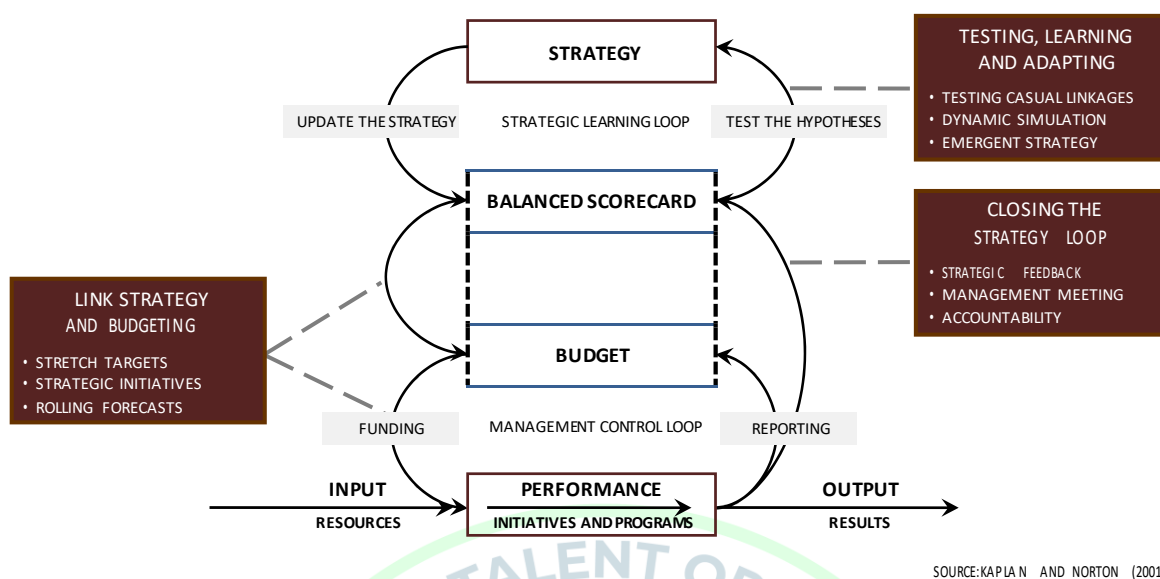 STRATEGY
TESTING, LEARNING
AND ADAPTING
• TESTING CASUAL LINKAGES
• DYNAMIC SIMULATION
• EMERGENT STRATEGY
UPDATE THE STRATEGY
STRATEGIC LEARNING LOOP
TEST THE HYPOTHESES
BALANCED SCORECARD
CLOSING THE
STRATEGY LOOP
• STRATEGIC FEEDBACK
• MANAGEMENT MEETING
• ACCOUNTABILITY
LINK STRATEGY
AND BUDGETING
• STRETCH TARGETS
• STRATEGIC INITIATIVES
• ROLLING FORECASTS
BUDGET
FUNDING
MANAGEMENT CONTROL LOOP
REPORTING
INPUT
RESOURCES
PERFORMANCE
INITIATIVES AND PROGRAMS
OUTPUT
RESULTS
TALENT
SOURCE:KAPLAN AND NORTON (2001